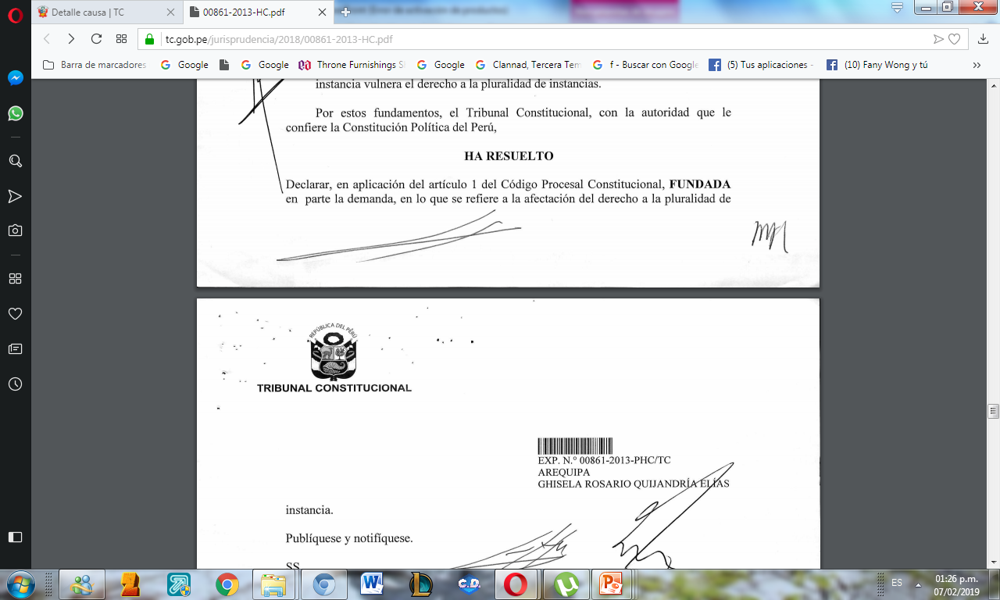 Detalle causa | TC
00861-2013-HC.pdf
tc.gob.pe/jurisprudencia/2018/00861-2013-HC.pdf
Barra de marcadores
Google
Google
Throne Furnishings S
Google
Clannad, Tercera Tem
f - Buscar con Google
(5) Tus aplicaciones -
(10) Fany Wong y tú
instancia vulnera el derecho a la pluralidad de instancias.
Por estos fundamentos, el Tribunal Constitucional, con la autoridad que le
confiere la Constitución Política del Perú,
HA RESUELTO
Declarar, en aplicación del artículo 1 del Código Procesal Constitucional, FUNDADA
en parte la demanda, en lo que se refiere a la afectación del derecho a la pluralidad de
REPÚBLICA DEL PERÚ
TRIBUNAL CONSTITUCIONAL
EXP. N.° 00861-2013-PHC/TC
AREQUIPA
GHISELA ROSARIO QUIJANDRÍA ELÍAS
instancia.
Publíquese y notifíquese.
SS
C.D.
ES
01:26 p.m.
07/02/2019